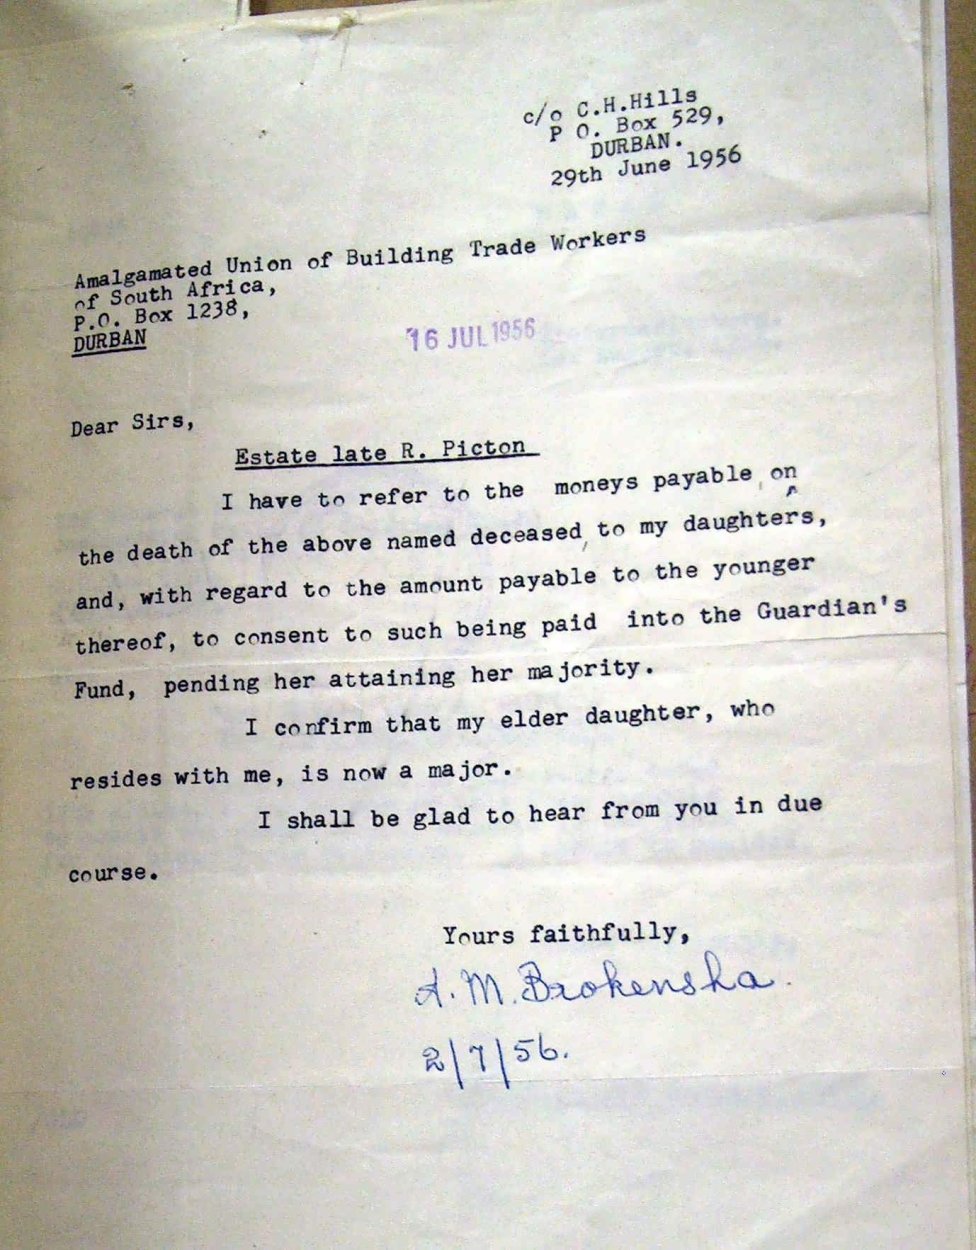 c/o C.H.Hills
P O. Box 529,
DURBAN.
29th June 1956
Amalgamated Union of Building Trade Workers
of South Africa,
P.O. Box 1238,
DURBAN
16 JUL 1956
Dear Sirs,
Estate late R. Picton
I have to refer to the moneys payable on
the death of the above named deceased, to my daughters,
and, with regard to the amount payable to the younger
thereof, to consent to such being paid into the Guardian's
Fund, pending her attaining her majority.
I confirm that my elder daughter, who
resides with me, is now a major.
I shall be glad to hear from you in due
course.
Yours faithfully,
A. M. Brokensha.
2/7/56.